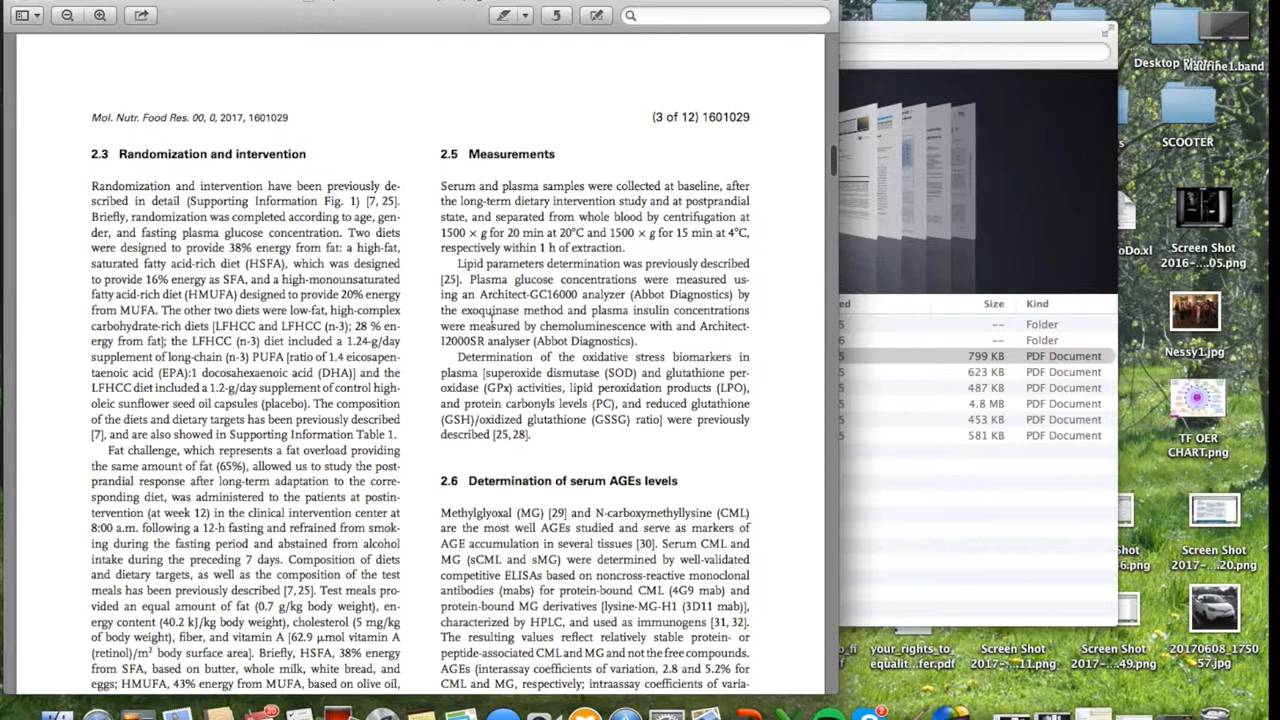 Mol. Nutr. Food Res. 00, 0, 2017, 1601029
(3 of 12) 1601029
2.3 Randomization and intervention
Randomization and intervention have been previously de-
scribed in detail (Supporting Information Fig. 1) [7, 25].
Briefly, randomization was completed according to age, gen-
der, and fasting plasma glucose concentration. Two diets
were designed to provide 38% energy from fat: a high-fat,
saturated fatty acid-rich diet (HSFA), which was designed
to provide 16% energy as SFA, and a high-monounsaturated
fatty acid-rich diet (HMUFA) designed to provide 20% energy
from MUFA. The other two diets were low-fat, high-complex
carbohydrate-rich diets [LFHCC and LFHCC (n-3); 28 % en-
ergy from fat]; the LFHCC (n-3) diet included a 1.24-g/day
supplement of long-chain (n-3) PUFA [ratio of 1.4 eicosapen-
taenoic acid (EPA):1 docosahexaenoic (DHA)] and the
LFHCC diet included a 1.2-g/day supplement of control high-
oleic sunflower seed oil capsules (placebo). The composition
of the diets and dietary targets has been previously described
[7], and are also showed in Supporting Information Table 1.
Fat challenge, which represents a fat overload providing
the same amount of fat (65%), allowed us to study the post-
prandial response after long-term adaptation to the corre-
sponding diet, was administered to the patients at postin-
tervention (at week 12) in the clinical intervention center at
8:00 a.m. following a 12-h fasting and refrained from smok-
ing during the fasting period and abstained from alcohol
intake during the preceding 7 days. Composition of diets
and dietary targets, as well as the composition of the test
meals has been previously described [7,25]. Test meals pro-
vided an equal amount of fat (0.7 g/kg body weight), en-
ergy content (40.2 kJ/kg body weight), cholesterol (5 mg/kg
of body weight), fiber, and vitamin A [62.9 μmol vitamin A
(retinol)/m² body surface area]. Briefly, HSFA, 38% energy
from SFA, based on butter, whole milk, white bread, and
eggs; HMUFA, 43% energy from MUFA, based on olive oil,
2.5 Measurements
Serum and plasma samples were collected at baseline, after
the long-term dietary intervention study and at postprandial
state, and separated from whole blood by centrifugation at
1500 × g for 20 min at 20°C and 1500 × g for 15 min at 4°C,
respectively within 1 h of extraction.
Lipid parameters determination was previously described
[25]. Plasma glucose concentrations were measured us-
ing an Architect-GC16000 analyzer (Abbot Diagnostics) by
the exoquinase method and plasma insulin concentrations
were measured by chemoluminescence with and Architect-
I2000SR analyser (Abbot Diagnostics).
Determination of the oxidative stress biomarkers in
plasma [superoxide dismutase (SOD) and glutathione per-
oxidase (GPx) activities, lipid peroxidation products (LPO),
and protein carbonyls levels (PC), and reduced glutathione
(GSH)/oxidized glutathione (GSSG) ratio] were previously
described [25, 28].
2.6 Determination of serum AGEs levels
Methylglyoxal (MG) [29] and N-carboxymethyllysine (CML)
are the most well AGEs studied and serve as markers of
AGE accumulation in several tissues [30]. Serum CML and
MG (sCML and sMG) were determined by well-validated
competitive ELISAs based on noncross-reactive monoclonal
antibodies (mabs) for protein-bound CML (4G9 mab) and
protein-bound MG derivatives [lysine-MG-H1 (3D11 mab)],
characterized by HPLC, and used as immunogens [31, 32].
The resulting values reflect relatively stable protein- or
peptide-associated CML and MG and not the free compounds.
AGEs (interassay coefficients of variation, 2.8 and 5.2% for
CML and MG, respectively; intraassay coefficients of varia-
ed Size Kind
5 -- Folder
6 -- Folder
5 799 KB PDF Document
5 623 KB PDF Document
5 487 KB PDF Document
5 4.8 MB PDF Document
5 453 KB PDF Document
5 581 KB PDF Document
Maurine1.band
SCOOTER
Screen Shot
2016-....05.png
Nessy1.jpg
TF OER
CHART.png
Screen Shot
2017-....20.png
your_rights_to_
equalit...fer.pdf
Screen Shot
2017-....11.png
Screen Shot
2017-....49.png
20170608_1750
57.jpg
20
2